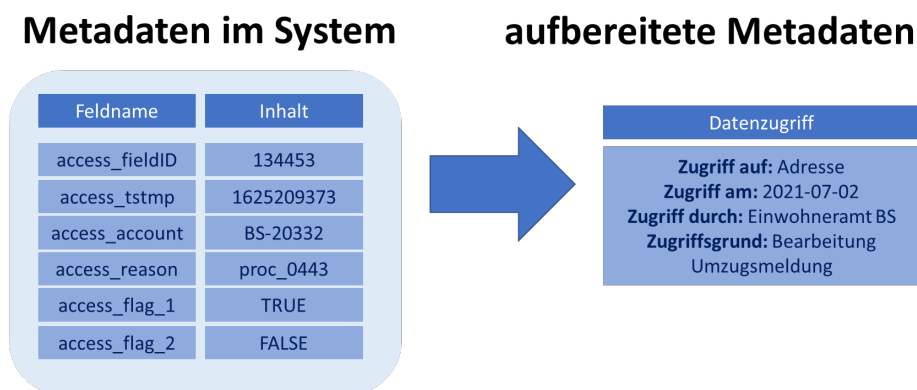 Metadaten im System
Feldname Inhalt
access_fieldID 134453
access_tstmp 1625209373
access_account BS-20332
access_reason proc_0443
access_flag_1 TRUE
access_flag_2 FALSE
aufbereitete Metadaten
Datenzugriff
Zugriff auf: Adresse
Zugriff am: 2021-07-02
Zugriff durch: Einwohneramt BS
Zugriffsgrund: Bearbeitung
Umzugsmeldung